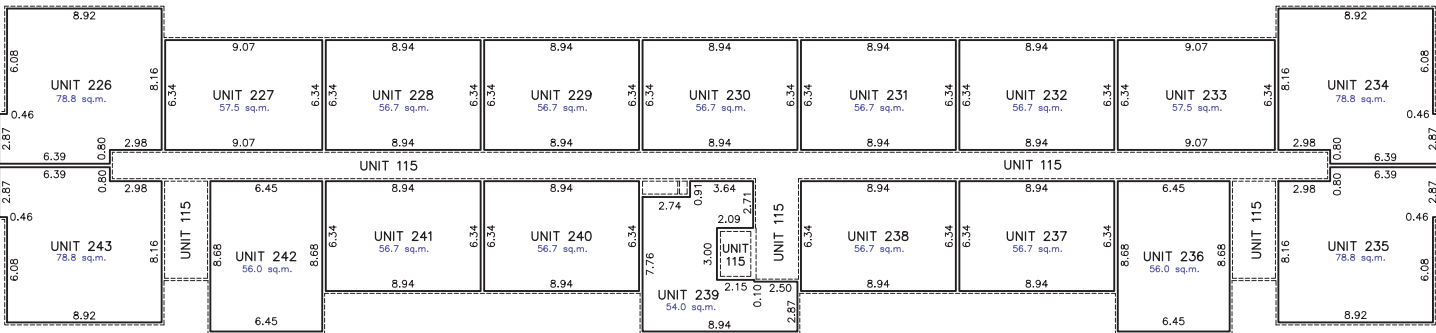 8.92
6.08
8.16
UNIT 226
78.8 sq.m.
0.46
2.87
0.80
2.98
6.39
9.07
6.34
UNIT 227
57.5 sq.m.
6.34
9.07
8.94
6.34
UNIT 228
56.7 sq.m.
6.34
8.94
8.94
6.34
UNIT 229
56.7 sq.m.
6.34
8.94
8.94
6.34
UNIT 230
56.7 sq.m.
6.34
8.94
8.94
6.34
UNIT 231
56.7 sq.m.
6.34
8.94
8.94
6.34
UNIT 232
56.7 sq.m.
6.34
8.94
9.07
6.34
UNIT 233
57.5 sq.m.
6.34
9.07
8.92
6.08
8.16
UNIT 234
78.8 sq.m.
0.46
2.87
2.98
0.80
6.39
UNIT 115
UNIT 115
6.39
0.80
2.87
2.98
0.46
UNIT 243
78.8 sq.m.
8.16
6.08
8.92
UNIT 115
6.45
8.68
UNIT 242
56.0 sq.m.
8.68
6.45
8.94
6.34
UNIT 241
56.7 sq.m.
6.34
8.94
8.94
6.34
UNIT 240
56.7 sq.m.
6.34
8.94
2.74
0.91
3.64
2.71
2.09
UNIT
115
3.00
7.76
2.15
0.10
2.50
2.87
UNIT 239
54.0 sq.m.
8.94
UNIT 115
8.94
6.34
UNIT 238
56.7 sq.m.
6.34
8.94
8.94
6.34
UNIT 237
56.7 sq.m.
6.34
8.94
6.45
8.68
UNIT 236
56.0 sq.m.
8.68
6.45
UNIT 115
6.39
0.80
2.98
2.87
0.46
8.16
UNIT 235
78.8 sq.m.
6.08
8.92